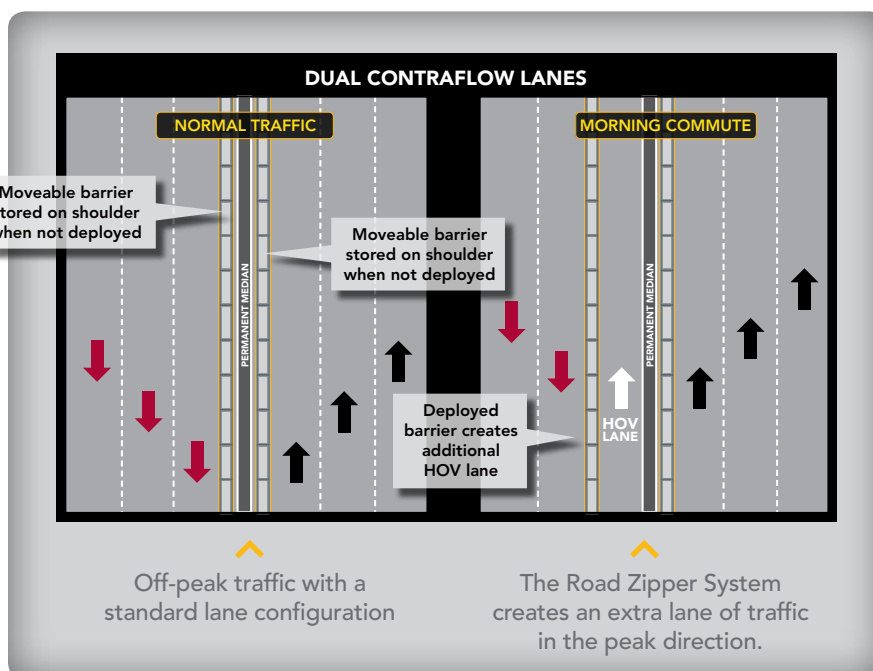 DUAL CONTRAFLOW LANES
NORMAL TRAFFIC
Moveable barrier
stored on shoulder
when not deployed
Moveable barrier
stored on shoulder
when not deployed
PERMANENT MEDIAN
MORNING COMMUTE
PERMANENT MEDIAN
Deployed
barrier creates
additional
HOV lane
HOV
LANE
Off-peak traffic with a
standard lane configuration
The Road Zipper System
creates an extra lane of traffic
in the peak direction.